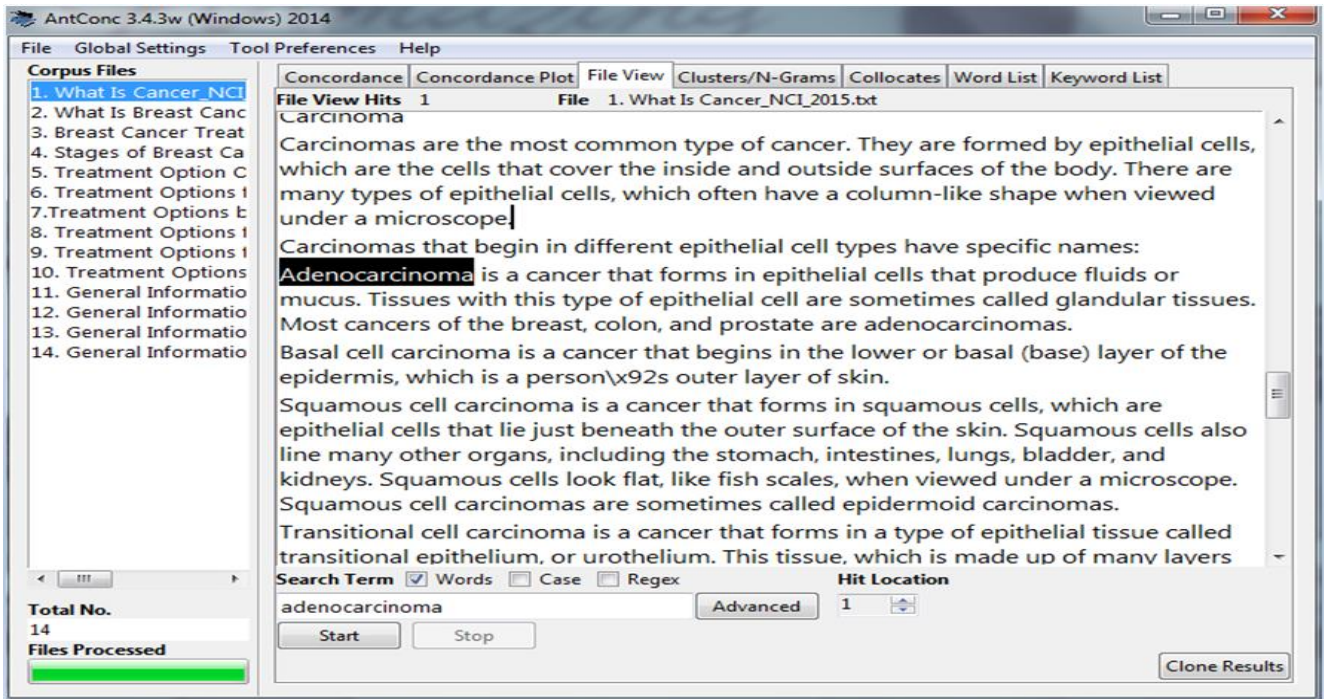 AntConc 3.4.3w (Windows) 2014
File Global Settings Tool Preferences Help
Corpus Files
1. What Is Cancer_NCI
2. What Is Breast Canc
3. Breast Cancer Treat
4. Stages of Breast Ca
5. Treatment Option C
6. Treatment Options f
7.Treatment Options b
8. Treatment Options f
9. Treatment Options f
10. Treatment Options
11. General Informatio
12. General Informatio
13. General Informatio
14. General Informatio
Total No.
14
Files Processed
Concordance Concordance Plot File View Clusters/N-Grams Collocates Word List Keyword List
File View Hits 1 File 1. What Is Cancer_NCI_2015.txt
Carcinoma
Carcinomas are the most common type of cancer. They are formed by epithelial cells,
which are the cells that cover the inside and outside surfaces of the body. There are
many types of epithelial cells, which often have a column-like shape when viewed
under a microscope.
Carcinomas that begin in different epithelial cell types have specific names:
Adenocarcinoma is a cancer that forms in epithelial cells that produce fluids or
mucus. Tissues with this type of epithelial cell are sometimes called glandular tissues.
Most cancers of the breast, colon, and prostate are adenocarcinomas.
Basal cell carcinoma is a cancer that begins in the lower or basal (base) layer of the
epidermis, which is a person\x92s outer layer of skin.
Squamous cell carcinoma is a cancer that forms in squamous cells, which are
epithelial cells that lie just beneath the outer surface of the skin. Squamous cells also
line many other organs, including the stomach, intestines, lungs, bladder, and
kidneys. Squamous cells look flat, like fish scales, when viewed under a microscope.
Squamous cell carcinomas are sometimes called epidermoid carcinomas.
Transitional cell carcinoma is a cancer that forms in a type of epithelial tissue called
transitional epithelium, or urothelium. This tissue, which is made up of many layers
Search Term Words Case Regex Hit Location
adenocarcinoma Advanced 1
Start Stop
Clone Results